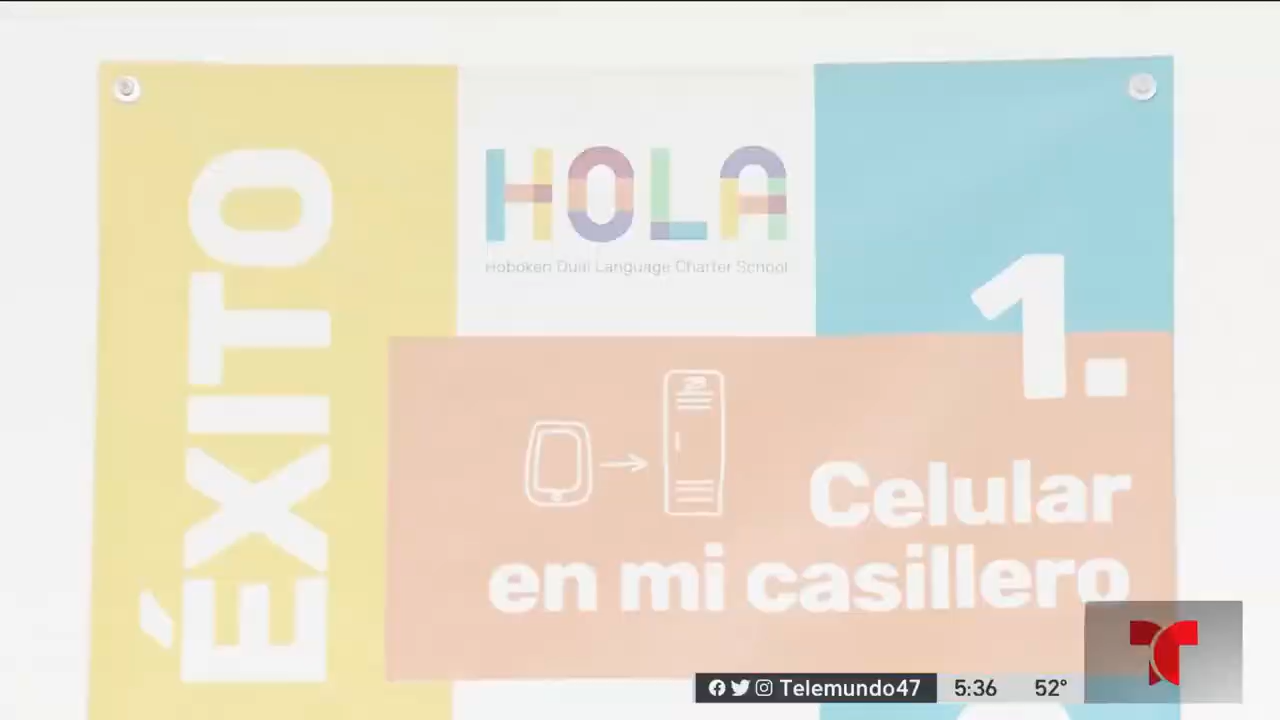 ÉXITO
HOLA
Hoboken Dual Language Charter School
1.
Celular
en mi casillero
Telemundo47 5:36 52°